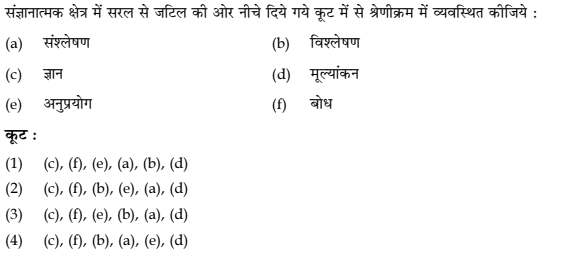 संज्ञानात्मक क्षेत्र में सरल से जटिल की ओर नीचे दिये गये कूट में से श्रेणीक्रम में व्यवस्थित कीजिये :
(a) संश्लेषण (b) विश्लेषण
(c) ज्ञान (d) मूल्यांकन
(e) अनुप्रयोग (f) बोध
कूट :
(1) (c), (f), (e), (a), (b), (d)
(2) (c), (f), (b), (e), (a), (d)
(3) (c), (f), (e), (b), (a), (d)
(4) (c), (f), (b), (a), (e), (d)